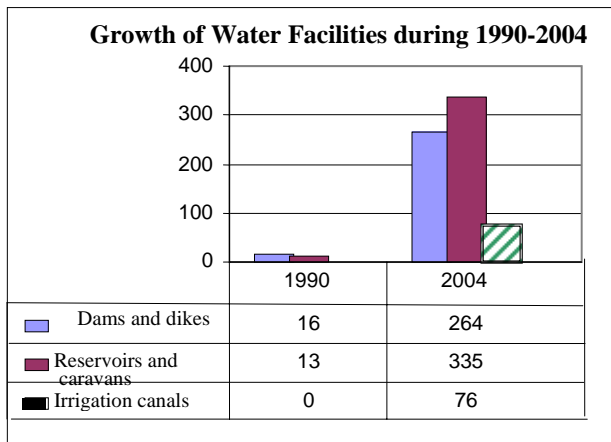 Growth of Water Facilities during 1990-2004
400
300
200
100
0
1990 2004
Dams and dikes 16 264
Reservoirs and caravans 13 335
Irrigation canals 0 76